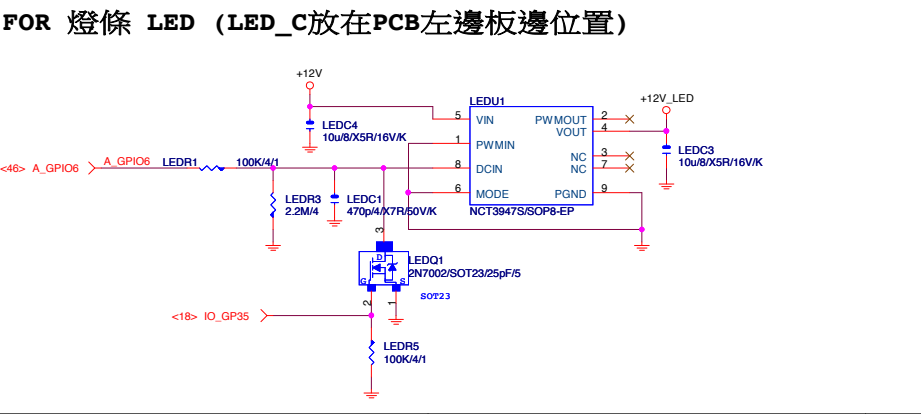 FOR 燈條 LED (LED_C放在PCB左邊板邊位置)
+12V
LEDU1
+12V_LED
LEDC4
10u/8/X5R/16V/K
5 VIN
PWMOUT 2
VOUT 4
1 PWMIN
LEDC3
10u/8/X5R/16V/K
NC 3
<46> A_GPIO6
A_GPIO6
LEDR1
100K/4/1
8 DCIN
NC 7
6 MODE
PGND 9
LEDR3
2.2M/4
LEDC1
470p/4/X7R/50V/K
NCT3947S/SOP8-EP
3
D
G
S
LEDQ1
2N7002/SOT23/25pF/5
SOT23
2
1
<18> IO_GP35
LEDR5
100K/4/1